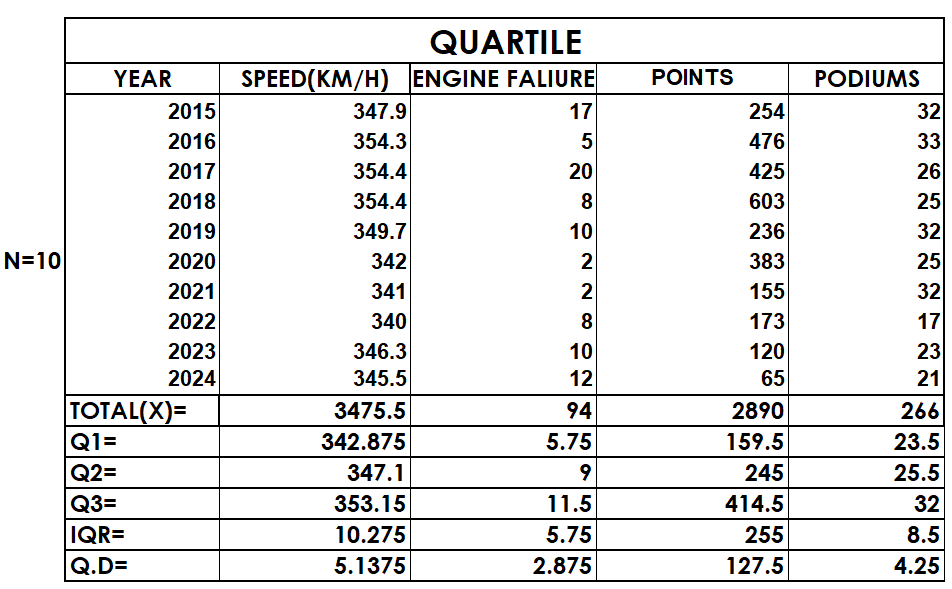 QUARTILE
YEAR SPEED(KM/H) ENGINE FALIURE POINTS PODIUMS
2015 347.9 17 254 32
2016 354.3 5 476 33
2017 354.4 20 425 26
2018 354.4 8 603 25
2019 349.7 10 236 32
N=10 2020 342 2 383 25
2021 341 2 155 32
2022 340 8 173 17
2023 346.3 10 120 23
2024 345.5 12 65 21
TOTAL(X)= 3475.5 94 2890 266
Q1= 342.875 5.75 159.5 23.5
Q2= 347.1 9 245 25.5
Q3= 353.15 11.5 414.5 32
IQR= 10.275 5.75 255 8.5
Q.D= 5.1375 2.875 127.5 4.25